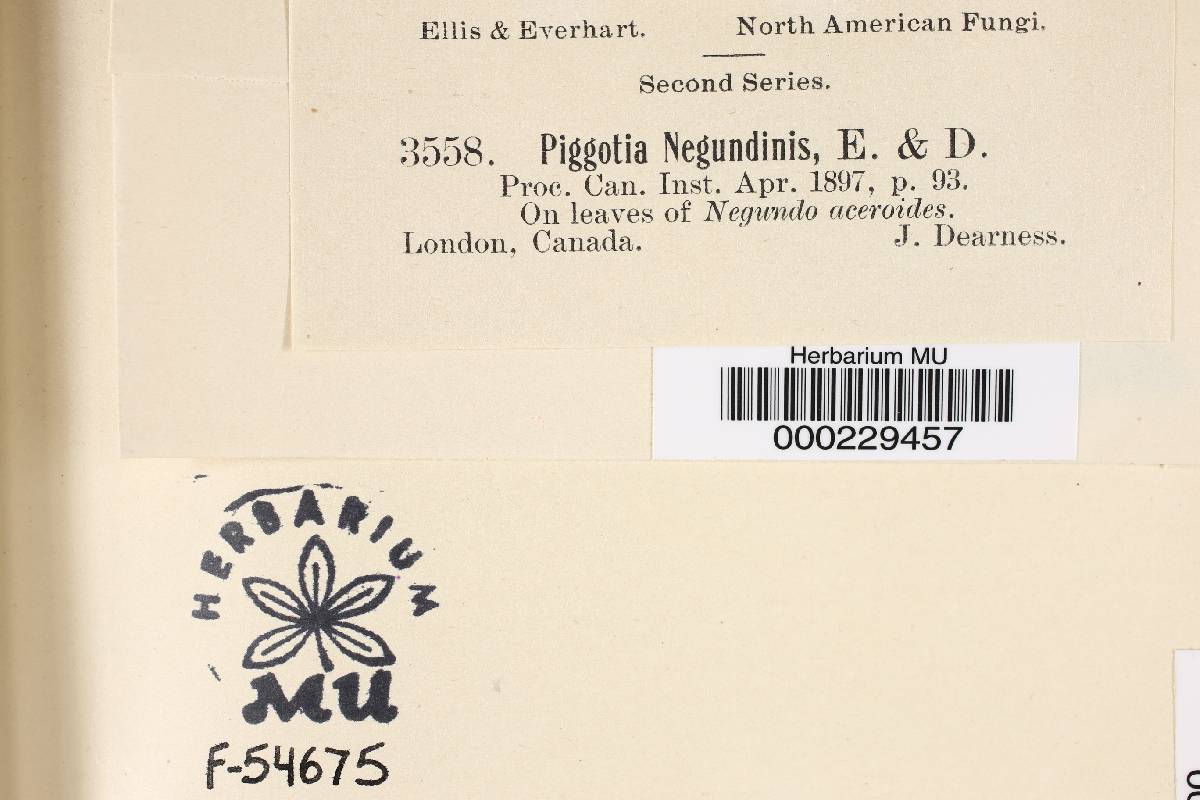 Ellis & Everhart. North American Fungi.
Second Series.
3558. Piggotia Negundinis, E. & D.
Proc. Can. Inst. Apr. 1897, p. 93.
On leaves of Negundo aceroides.
London, Canada. J. Dearness.
Herbarium MU
000229457
HERBARIUM
MU
F-54675